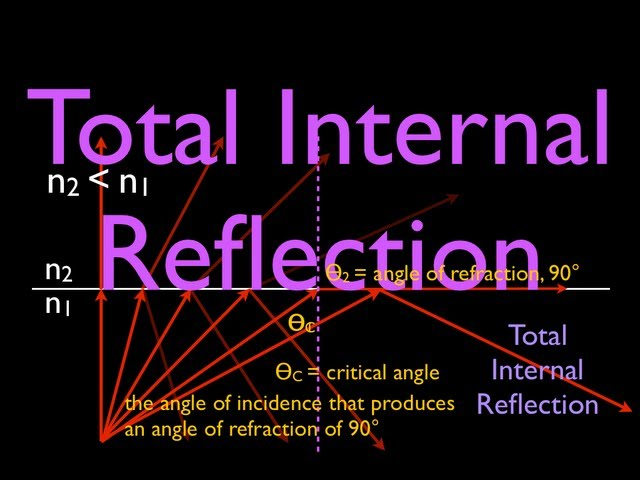 Total Internal
n₂ < n₁
Reflection
n₂
ϴ₂ = angle of refraction, 90°
n₁
ϴc
Total
Internal
Reflection
ϴC = critical angle
the angle of incidence that produces
an angle of refraction of 90°